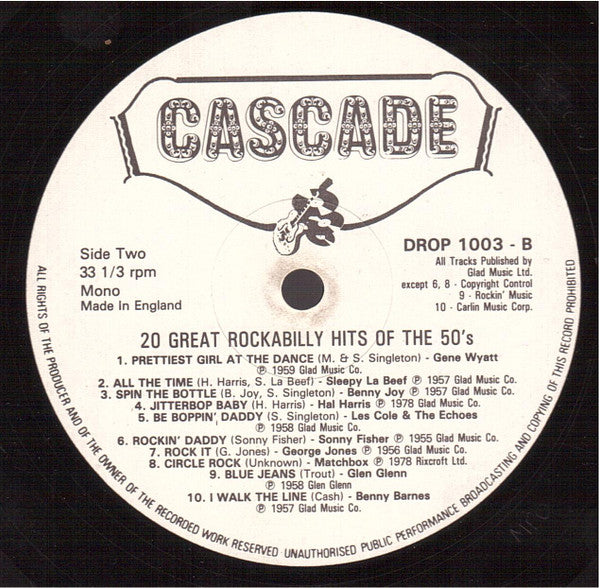 CASCADE
Side Two
33 1/3 rpm
Mono
Made In England
DROP 1003 - B
All Tracks Published by
Glad Music Ltd.
except 6, 8 - Copyright Control
9 - Rockin' Music
10 - Carlin Music Corp.
20 GREAT ROCKABILLY HITS OF THE 50's
1. PRETTIEST GIRL AT THE DANCE (M. & S. Singleton) - Gene Wyatt
℗ 1959 Glad Music Co.
2. ALL THE TIME (H. Harris, S. La Beef) - Sleepy La Beef ℗ 1957 Glad Music Co.
3. SPIN THE BOTTLE (B. Joy, S. Singleton) - Benny Joy ℗ 1957 Glad Music Co.
4. JITTERBOP BABY (H. Harris) - Hal Harris ℗ 1978 Glad Music Co.
5. BE BOPPIN' DADDY (S. Singleton) - Les Cole & The Echoes
℗ 1958 Glad Music Co.
6. ROCKIN' DADDY (Sonny Fisher) - Sonny Fisher ℗ 1955 Glad Music Co.
7. ROCK IT (G. Jones) - George Jones ℗ 1956 Glad Music Co.
8. CIRCLE ROCK (Unknown) - Matchbox ℗ 1978 Rixcroft Ltd.
9. BLUE JEANS (Trout) - Glen Glenn
℗ 1958 Glen Glenn
10. I WALK THE LINE (Cash) - Benny Barnes
℗ 1957 Glad Music Co.
ALL RIGHTS OF THE PRODUCER AND OF THE OWNER OF THE RECORDED WORK RESERVED UNAUTHORISED PUBLIC PERFORMANCE BROADCASTING AND COPYING OF THIS RECORD PROHIBITED